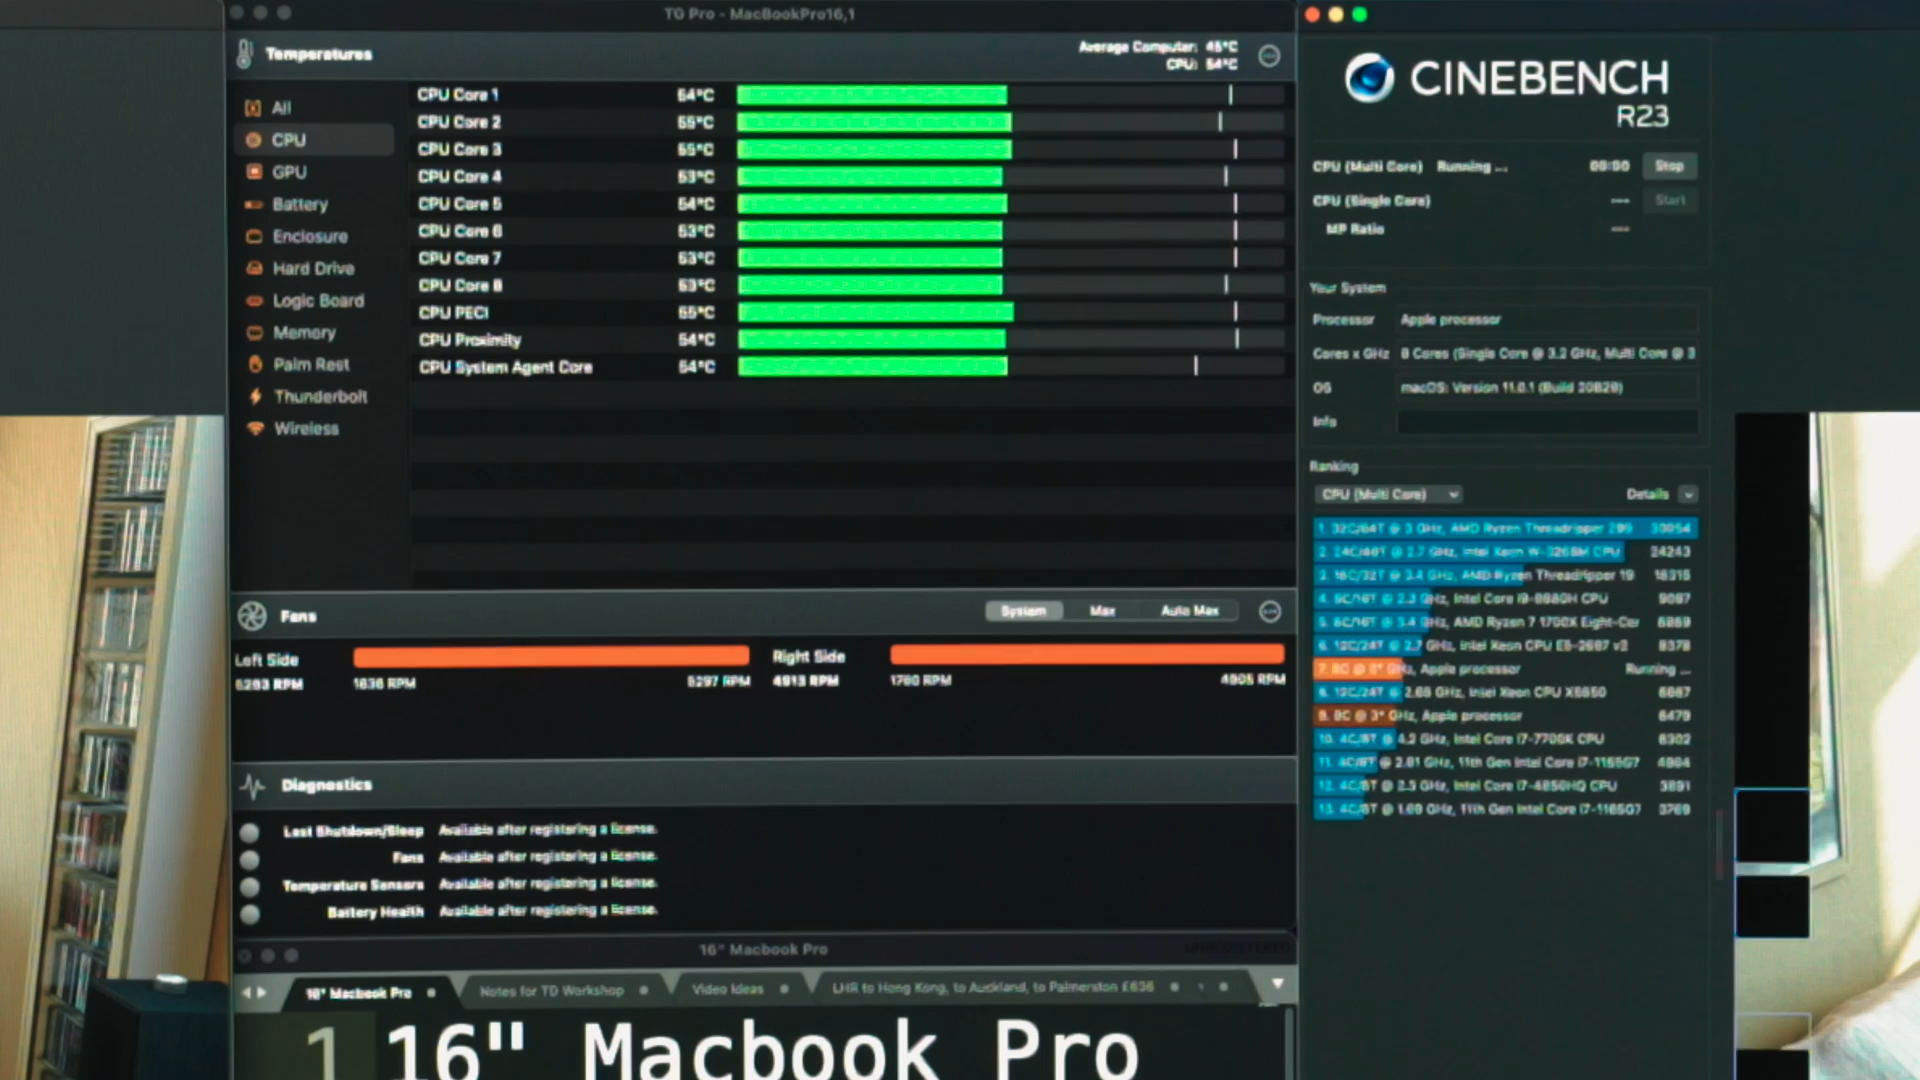 TG Pro - MacBookPro16,1
Temperatures
Average Computer: 45°C
CPU: 54°C
All
CPU
GPU
Battery
Enclosure
Hard Drive
Logic Board
Memory
Palm Rest
Thunderbolt
Wireless
CPU Core 1 54°C
CPU Core 2 55°C
CPU Core 3 55°C
CPU Core 4 53°C
CPU Core 5 54°C
CPU Core 6 53°C
CPU Core 7 53°C
CPU Core 8 53°C
CPU PECI 55°C
CPU Proximity 54°C
CPU System Agent Core 54°C
Fans
System Max Auto Max
Left Side
5293 RPM 1836 RPM 5297 RPM
Right Side
4913 RPM 1700 RPM 4905 RPM
Diagnostics
Last Shutdown/Sleep Available after registering a license.
Fans Available after registering a license.
Temperature Sensors Available after registering a license.
Battery Health Available after registering a license.
16" Macbook Pro
UNREGISTERED
16" Macbook Pro
Notes for TD Workshop
Video Ideas
LHR to Hong Kong, to Auckland, to Palmerston £636
1 16" Macbook Pro
CINEBENCH
R23
CPU (Multi Core) Running ... 00:00 Stop
CPU (Single Core) --- Start
MP Ratio ---
Your System
Processor Apple processor
Cores x GHz 8 Cores (Single Core @ 3.2 GHz, Multi Core @ 3
OS macOS: Version 11.0.1 (Build 20B29)
Info
Ranking
CPU (Multi Core) Details
1. 32C/64T @ 3 GHz, AMD Ryzen Threadripper 299 30054
2. 24C/48T @ 2.7 GHz, Intel Xeon W-3265M CPU 24243
3. 16C/32T @ 3.4 GHz, AMD Ryzen Threadripper 19 16315
4. 8C/16T @ 2.3 GHz, Intel Core i9-9880H CPU 9087
5. 8C/16T @ 3.4 GHz, AMD Ryzen 7 1700X Eight-Cor 8889
6. 12C/24T @ 2.7 GHz, Intel Xeon CPU E5-2697 v2 8378
7. 8C @ 3* GHz, Apple processor Running ...
8. 12C/24T @ 2.66 GHz, Intel Xeon CPU X5650 6867
9. 8C @ 3* GHz, Apple processor 6479
10. 4C/8T @ 4.2 GHz, Intel Core i7-7700K CPU 6302
11. 4C/8T @ 2.81 GHz, 11th Gen Intel Core i7-1165G7 4904
12. 4C/8T @ 2.3 GHz, Intel Core i7-4850HQ CPU 3891
13. 4C/8T @ 1.69 GHz, 11th Gen Intel Core i7-1165G7 3769